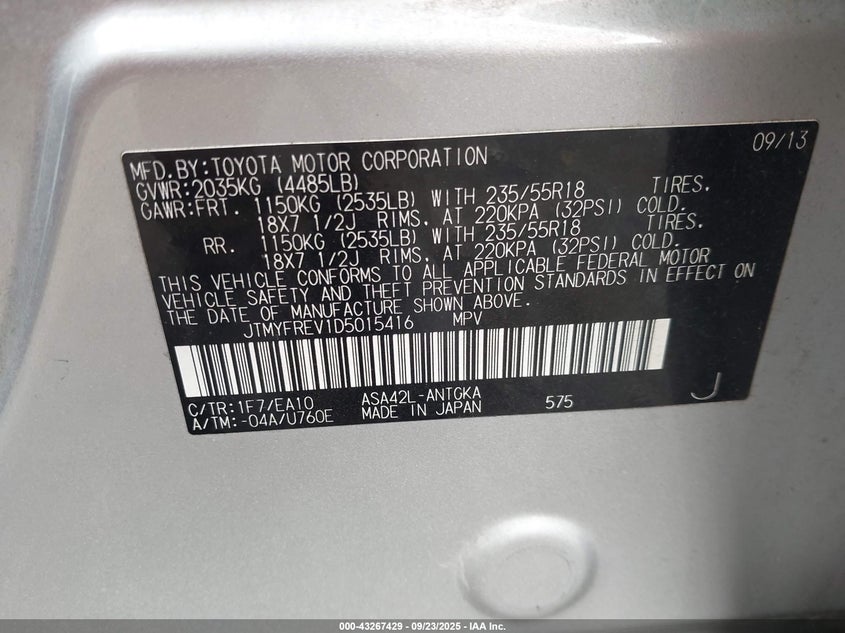 09/13
MFD.BY:TOYOTA MOTOR CORPORATION
GVWR:2035KG (4485LB)
GAWR:FRT. 1150KG (2535LB) WITH 235/55R18 TIRES.
18X7 1/2J RIMS. AT 220KPA (32PSI) COLD.
RR. 1150KG (2535LB) WITH 235/55R18 TIRES.
18X7 1/2J RIMS. AT 220KPA (32PSI) COLD.
THIS VEHICLE CONFORMS TO ALL APPLICABLE FEDERAL MOTOR
VEHICLE SAFETY AND THEFT PREVENTION STANDARDS IN EFFECT ON
THE DATE OF MANUFACTURE SHOWN ABOVE.
JTMYFREV1D5015416 MPV
C/TR:1F7/EA10 ASA42L-ANTGKA 575 J
A/TM:-04A/U760E MADE IN JAPAN
000-43267429 - 09/23/2025 - IAA Inc.